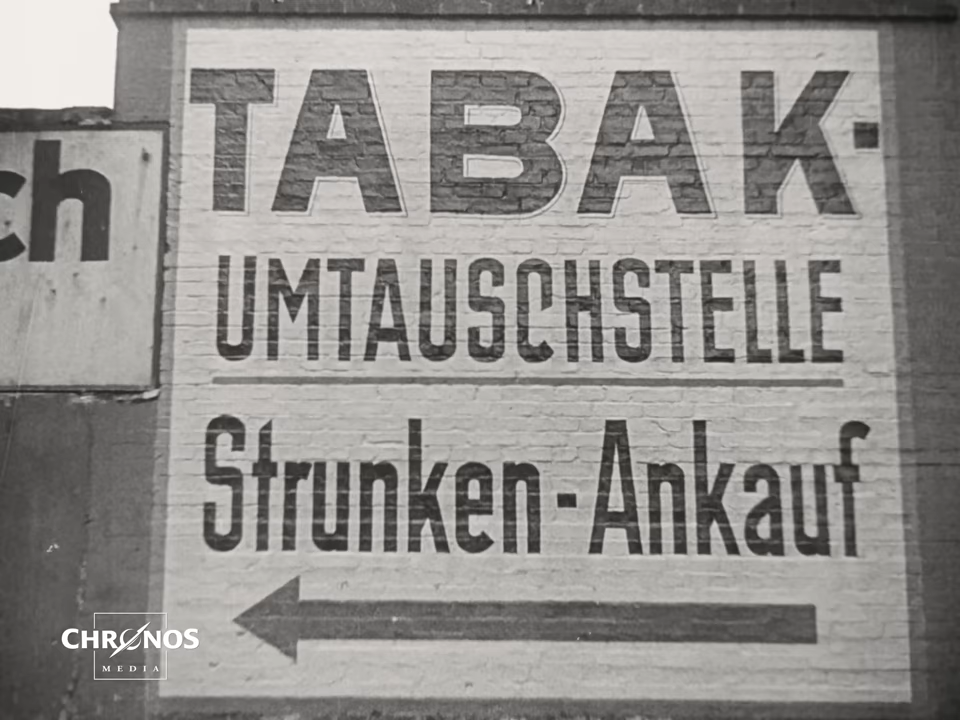 TABAK-
UMTAUSCHSTELLE
Strunken-Ankauf
ch
CHRONOS
MEDIA